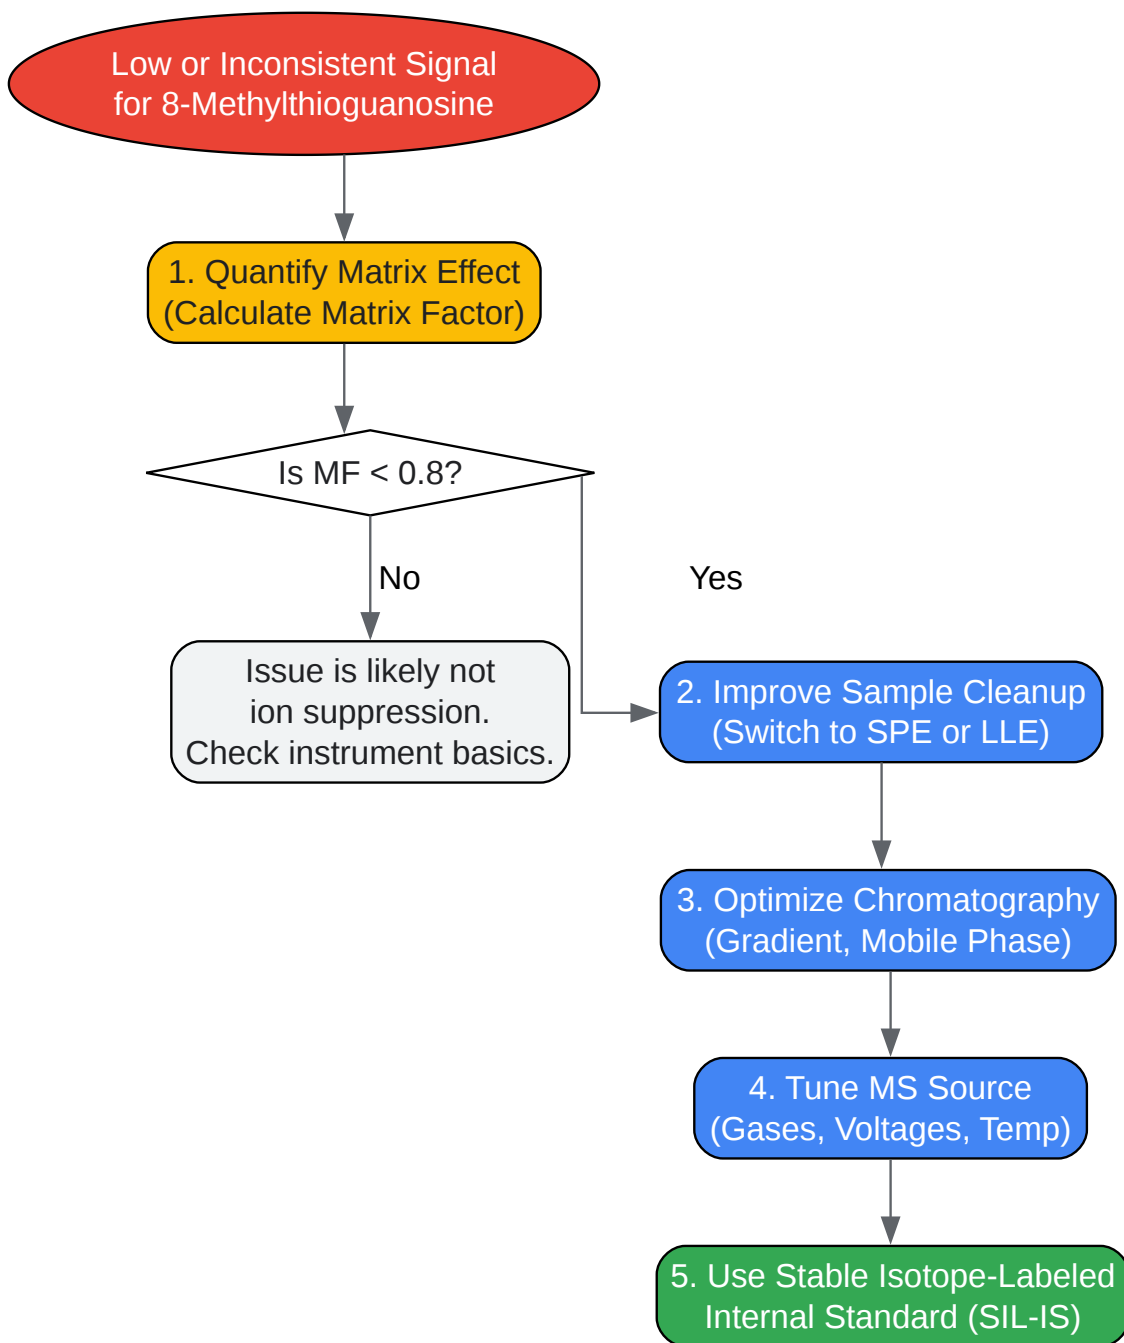 Low or Inconsistent Signal
for 8-Methylthioguanosine
1. Quantify Matrix Effect
(Calculate Matrix Factor)
Is MF < 0.8?
No
Yes
Issue is likely not
ion suppression.
Check instrument basics.
2. Improve Sample Cleanup
(Switch to SPE or LLE)
3. Optimize Chromatography
(Gradient, Mobile Phase)
4. Tune MS Source
(Gases, Voltages, Temp)
5. Use Stable Isotope-Labeled
Internal Standard (SIL-IS)